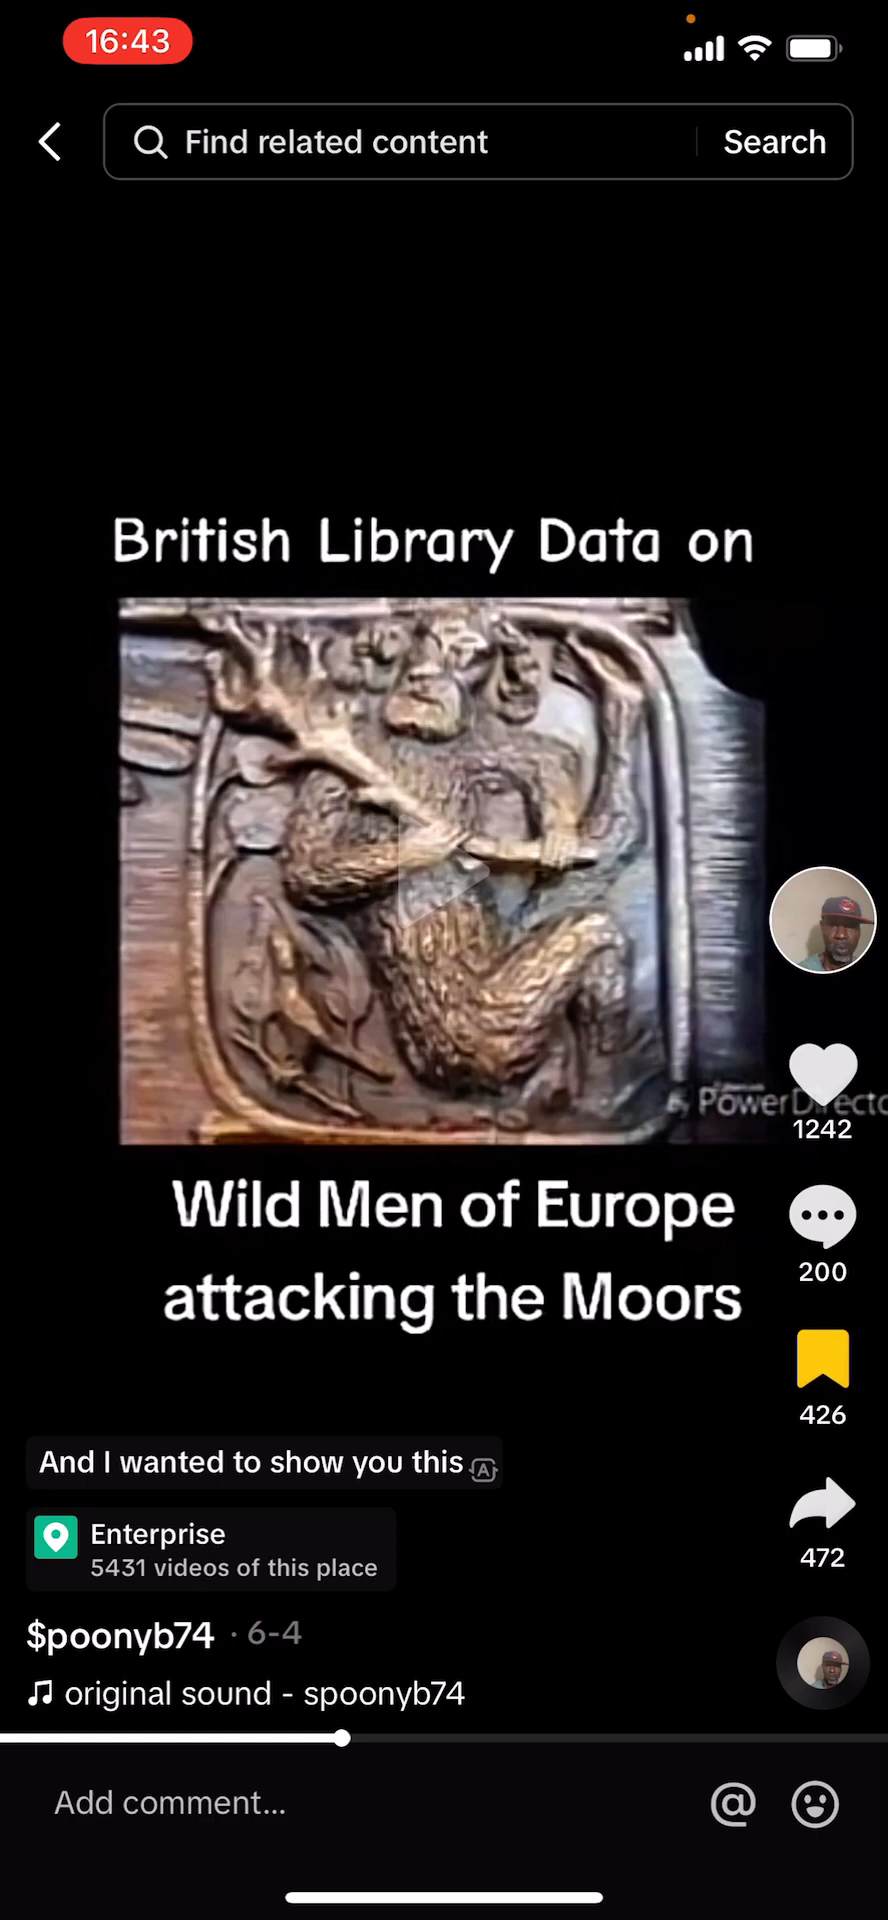 16:43
Find related content
Search
British Library Data on
PowerDirecto
1242
Wild Men of Europe
attacking the Moors
200
426
And I wanted to show you this
Enterprise
5431 videos of this place
472
$poonyb74 · 6-4
original sound - spoonyb74
Add comment...